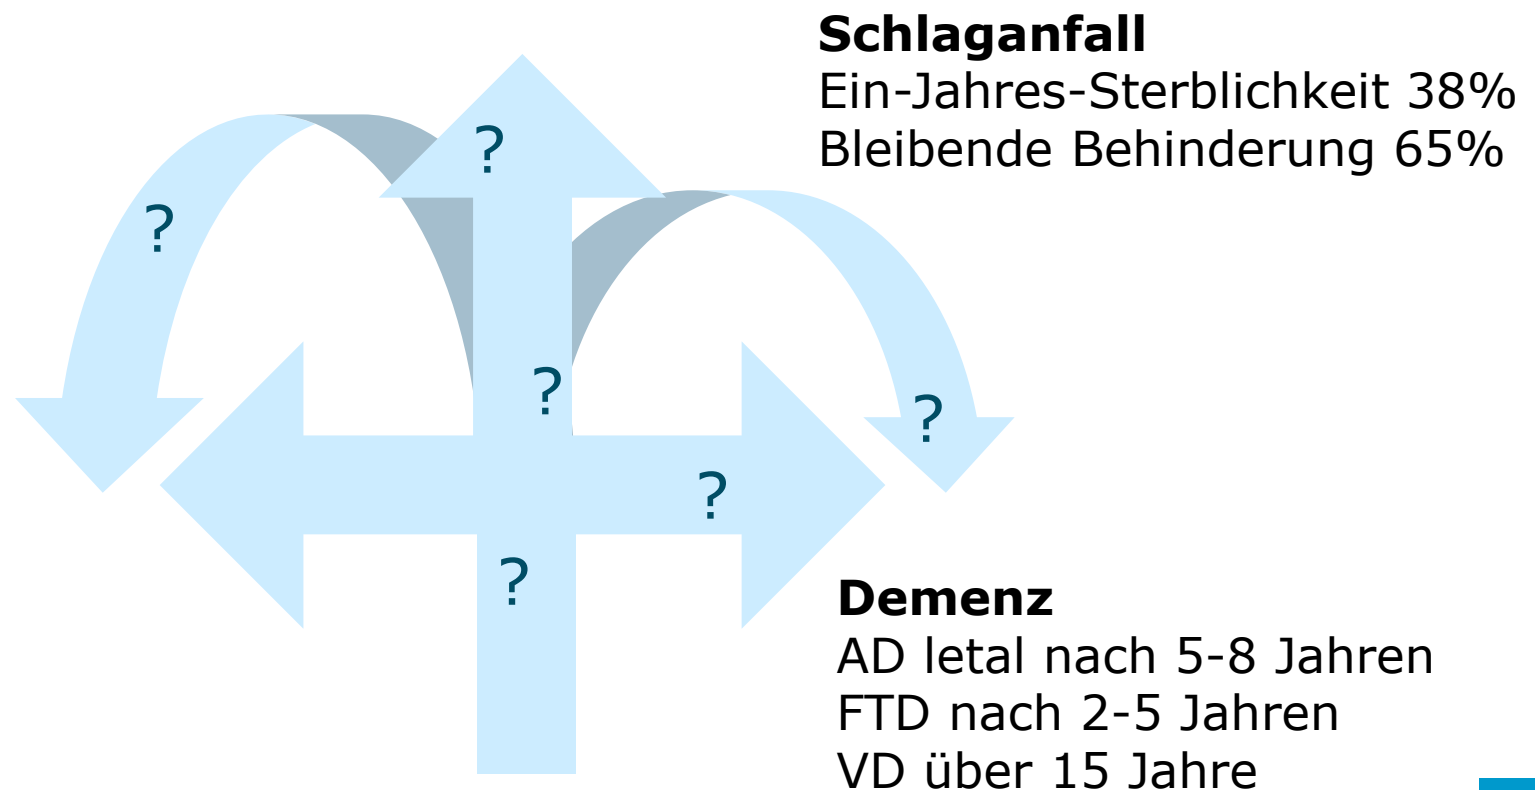 Schlaganfall
Ein-Jahres-Sterblichkeit 38%
Bleibende Behinderung 65%
?
?
?
?
?
?
Demenz
AD letal nach 5-8 Jahren
FTD nach 2-5 Jahren
VD über 15 Jahre